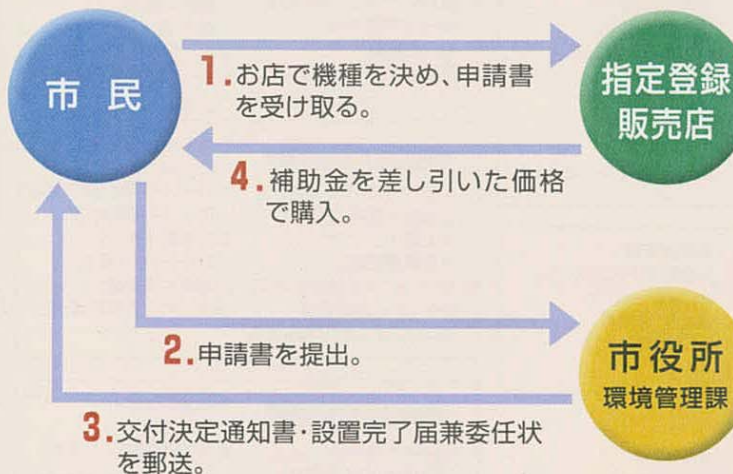 市民
指定登録
販売店
1.お店で機種を決め、申請書
を受け取る。
4.補助金を差し引いた価格
で購入。
2.申請書を提出。
市役所
環境管理課
3.交付決定通知書・設置完了届兼委任状
を郵送。